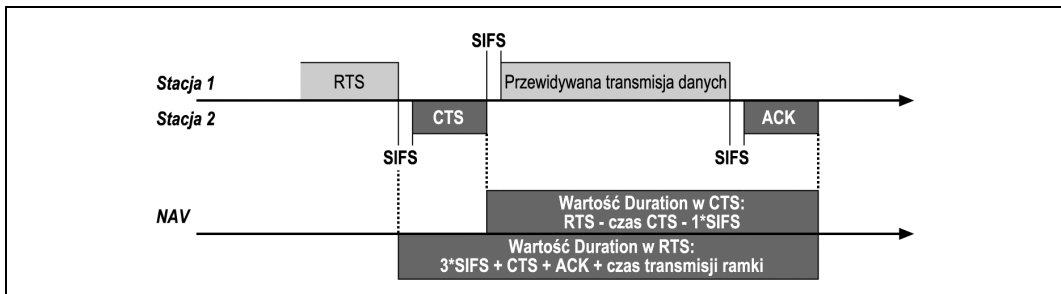 SIFS
Stacja 1
RTS
Przewidywana transmisja danych
Stacja 2
CTS
ACK
SIFS
SIFS
NAV
Wartość Duration w CTS:
RTS - czas CTS - 1*SIFS
Wartość Duration w RTS:
3*SIFS + CTS + ACK + czas transmisji ramki